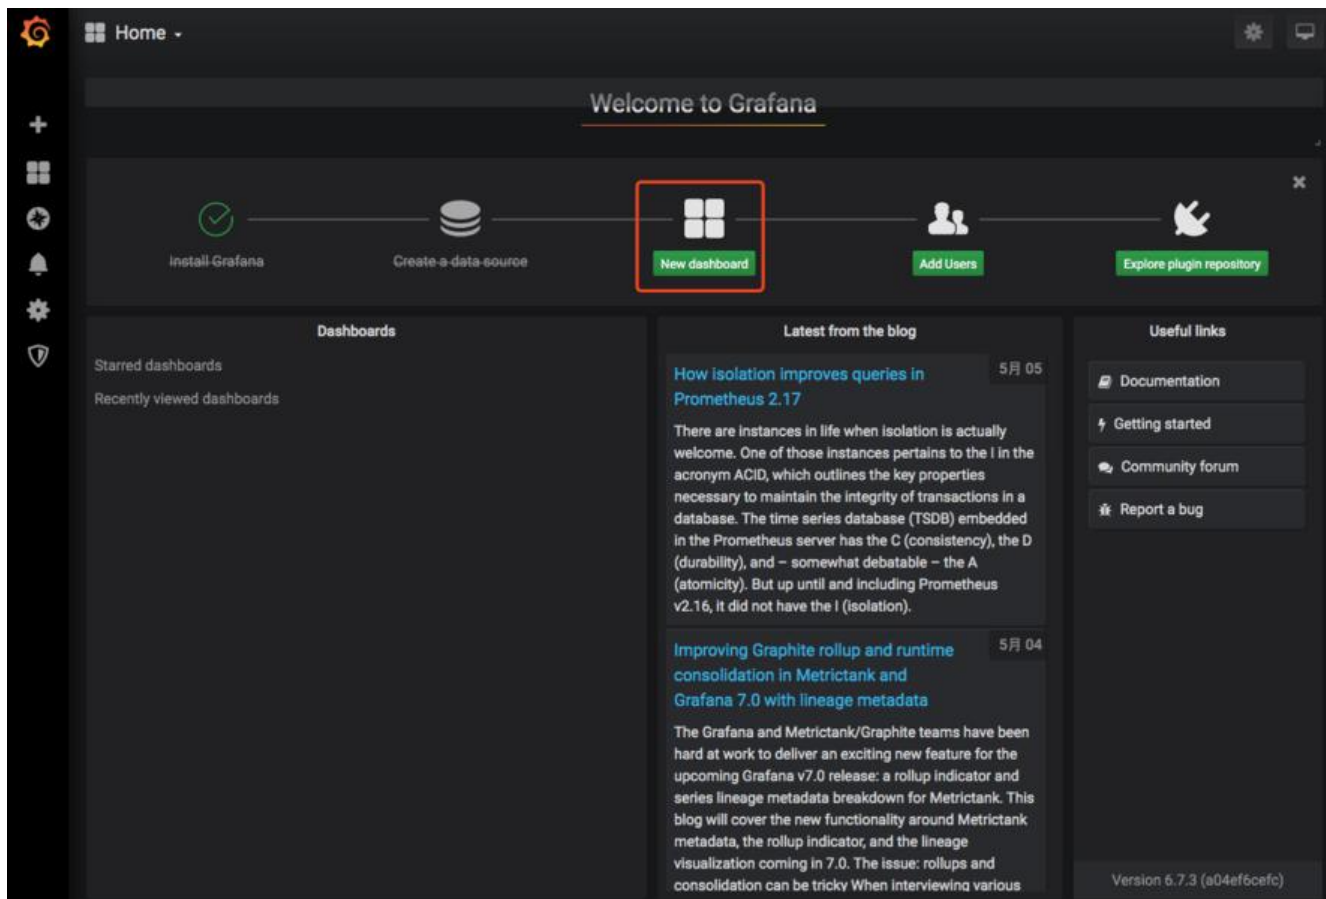 Home
Welcome to Grafana
Install Grafana
Create a data source
New dashboard
Add Users
Explore plugin repository
Dashboards
Starred dashboards
Recently viewed dashboards
Latest from the blog
How isolation improves queries in
Prometheus 2.17
5月 05
There are instances in life when isolation is actually
welcome. One of those instances pertains to the I in the
acronym ACID, which outlines the key properties
necessary to maintain the integrity of transactions in a
database. The time series database (TSDB) embedded
in the Prometheus server has the C (consistency), the D
(durability), and – somewhat debatable – the A
(atomicity). But up until and including Prometheus
v2.16, it did not have the I (isolation).
Improving Graphite rollup and runtime
consolidation in Metrictank and
Grafana 7.0 with lineage metadata
5月 04
The Grafana and Metrictank/Graphite teams have been
hard at work to deliver an exciting new feature for the
upcoming Grafana v7.0 release: a rollup indicator and
series lineage metadata breakdown for Metrictank. This
blog will cover the new functionality around Metrictank
metadata, the rollup indicator, and the lineage
visualization coming in 7.0. The issue: rollups and
consolidation can be tricky When interviewing various
Useful links
Documentation
Getting started
Community forum
Report a bug
Version 6.7.3 (a04ef6cefc)